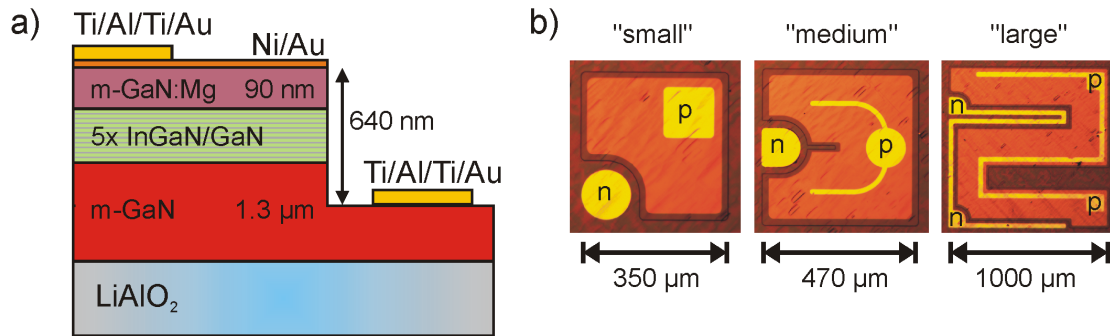 a)
Ti/Al/Ti/Au
Ni/Au
m-GaN:Mg 90 nm
5x InGaN/GaN
640 nm
Ti/Al/Ti/Au
m-GaN 1.3 µm
LiAlO₂
b)
"small" "medium" "large"
p
n
n p
p
n
n
p
350 µm 470 µm 1000 µm